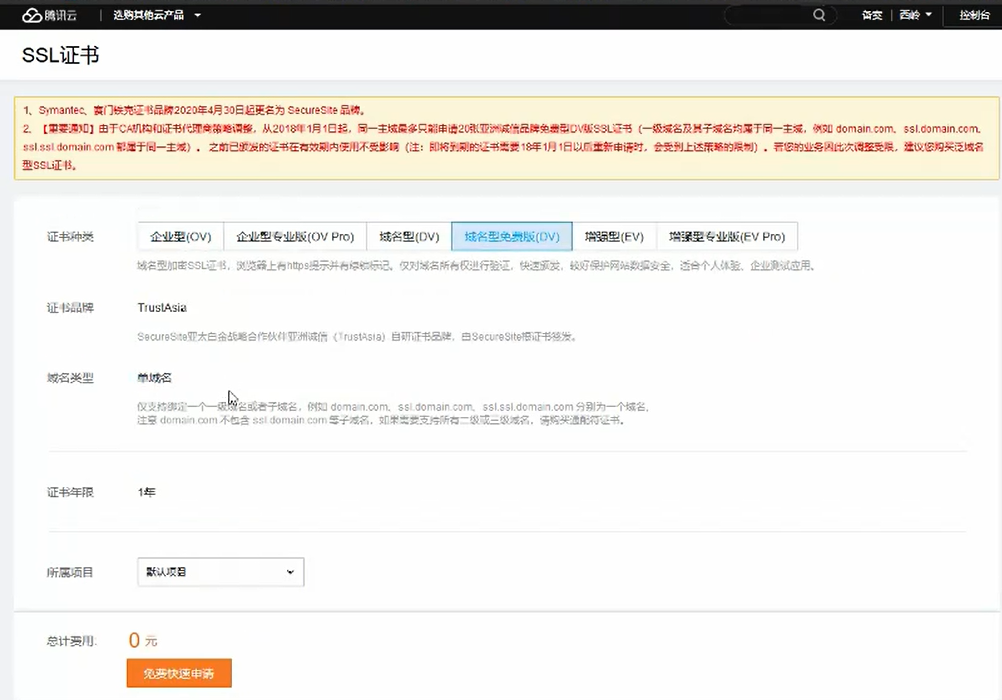 腾讯云 选购其他云产品 备案 西岭 控制台
SSL证书
1、Symantec、赛门铁克证书品牌2020年4月30日起更名为 SecureSite 品牌。
2、【重要通知】由于CA机构和证书代理商策略调整，从2018年1月1日起，同一主域最多只能申请20张亚洲诚信品牌免费型DV版SSL证书（一级域名及其子域名均属于同一主域，例如 domain.com、ssl.domain.com、
ssl.ssl.domain.com 都属于同一主域）。之前已颁发的证书在有效期内使用不受影响（注：即将到期的证书需要18年1月1日以后重新申请时，会受到上述策略的限制）。若您的业务因此次调整受限，建议您购买泛域名
型SSL证书。
证书种类 企业型(OV) 企业型专业版(OV Pro) 域名型(DV) 域名型免费版(DV) 增强型(EV) 增强型专业版(EV Pro)
域名型加密SSL证书，浏览器上有https提示并有绿锁标记。仅对域名所有权进行验证，快速颁发，较好保护网站数据安全，适合个人体验、企业测试应用。
证书品牌 TrustAsia
SecureSite亚太白金战略合作伙伴亚洲诚信（TrustAsia）自研证书品牌，由SecureSite根证书签发。
域名类型 单域名
仅支持绑定一个一级域名或者子域名，例如 domain.com、ssl.domain.com、ssl.ssl.domain.com 分别为一个域名，
注意 domain.com 不包含 ssl.domain.com 等子域名，如果需要支持所有二级或三级域名，请购买通配符证书。
证书年限 1年
所属项目 默认项目
总计费用: 0 元
免费快速申请